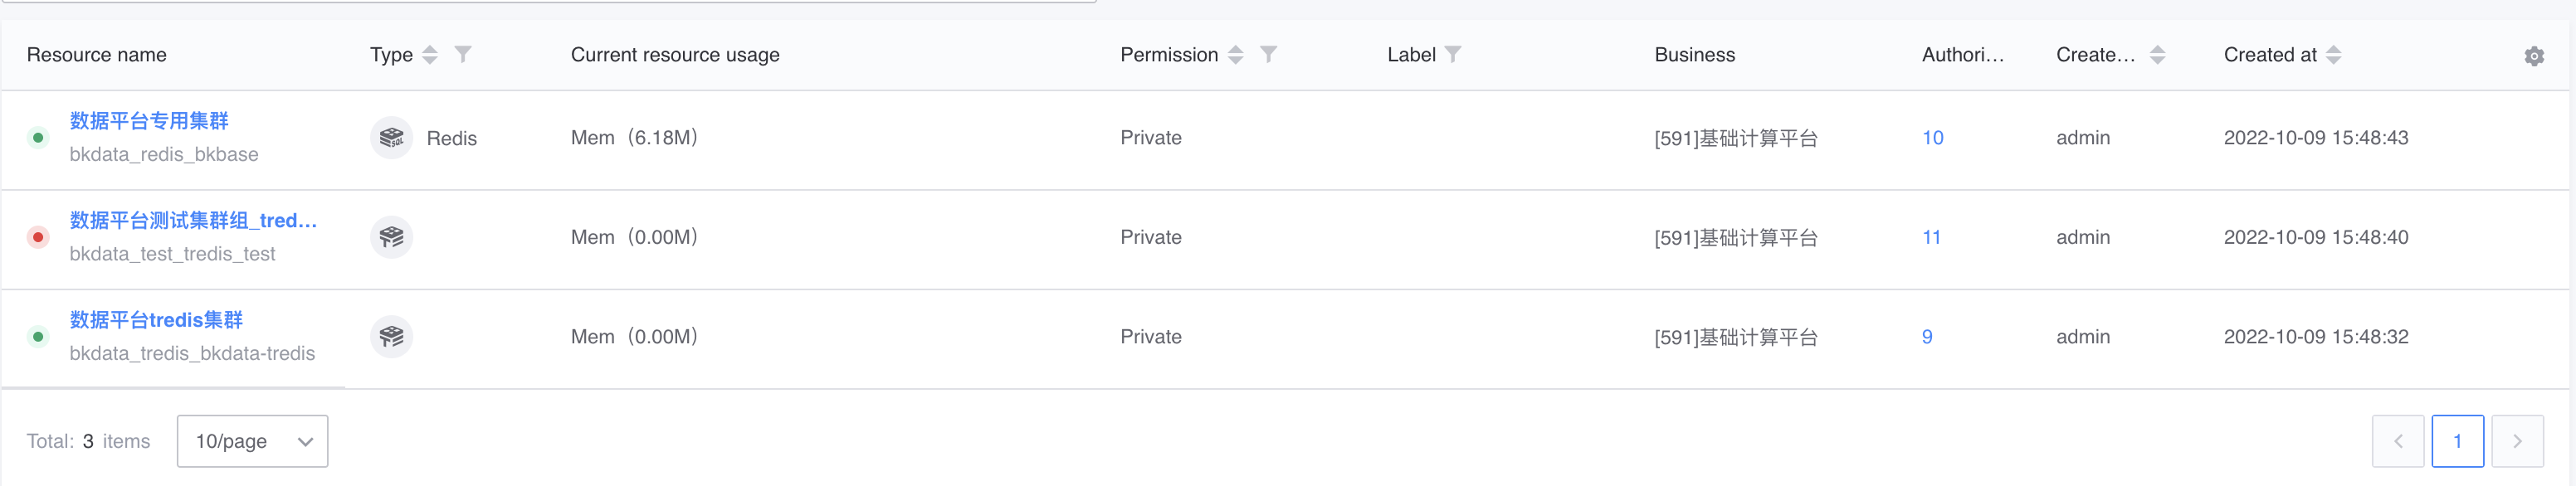 Resource name Type Current resource usage Permission Label Business Authori... Create... Created at
数据平台专用集群
bkdata_redis_bkbase
SQL Redis Mem（6.18M） Private [591]基础计算平台 10 admin 2022-10-09 15:48:43
数据平台测试集群组_tred...
bkdata_test_tredis_test
Mem（0.00M） Private [591]基础计算平台 11 admin 2022-10-09 15:48:40
数据平台tredis集群
bkdata_tredis_bkdata-tredis
Mem（0.00M） Private [591]基础计算平台 9 admin 2022-10-09 15:48:32
Total: 3 items 10/page 1